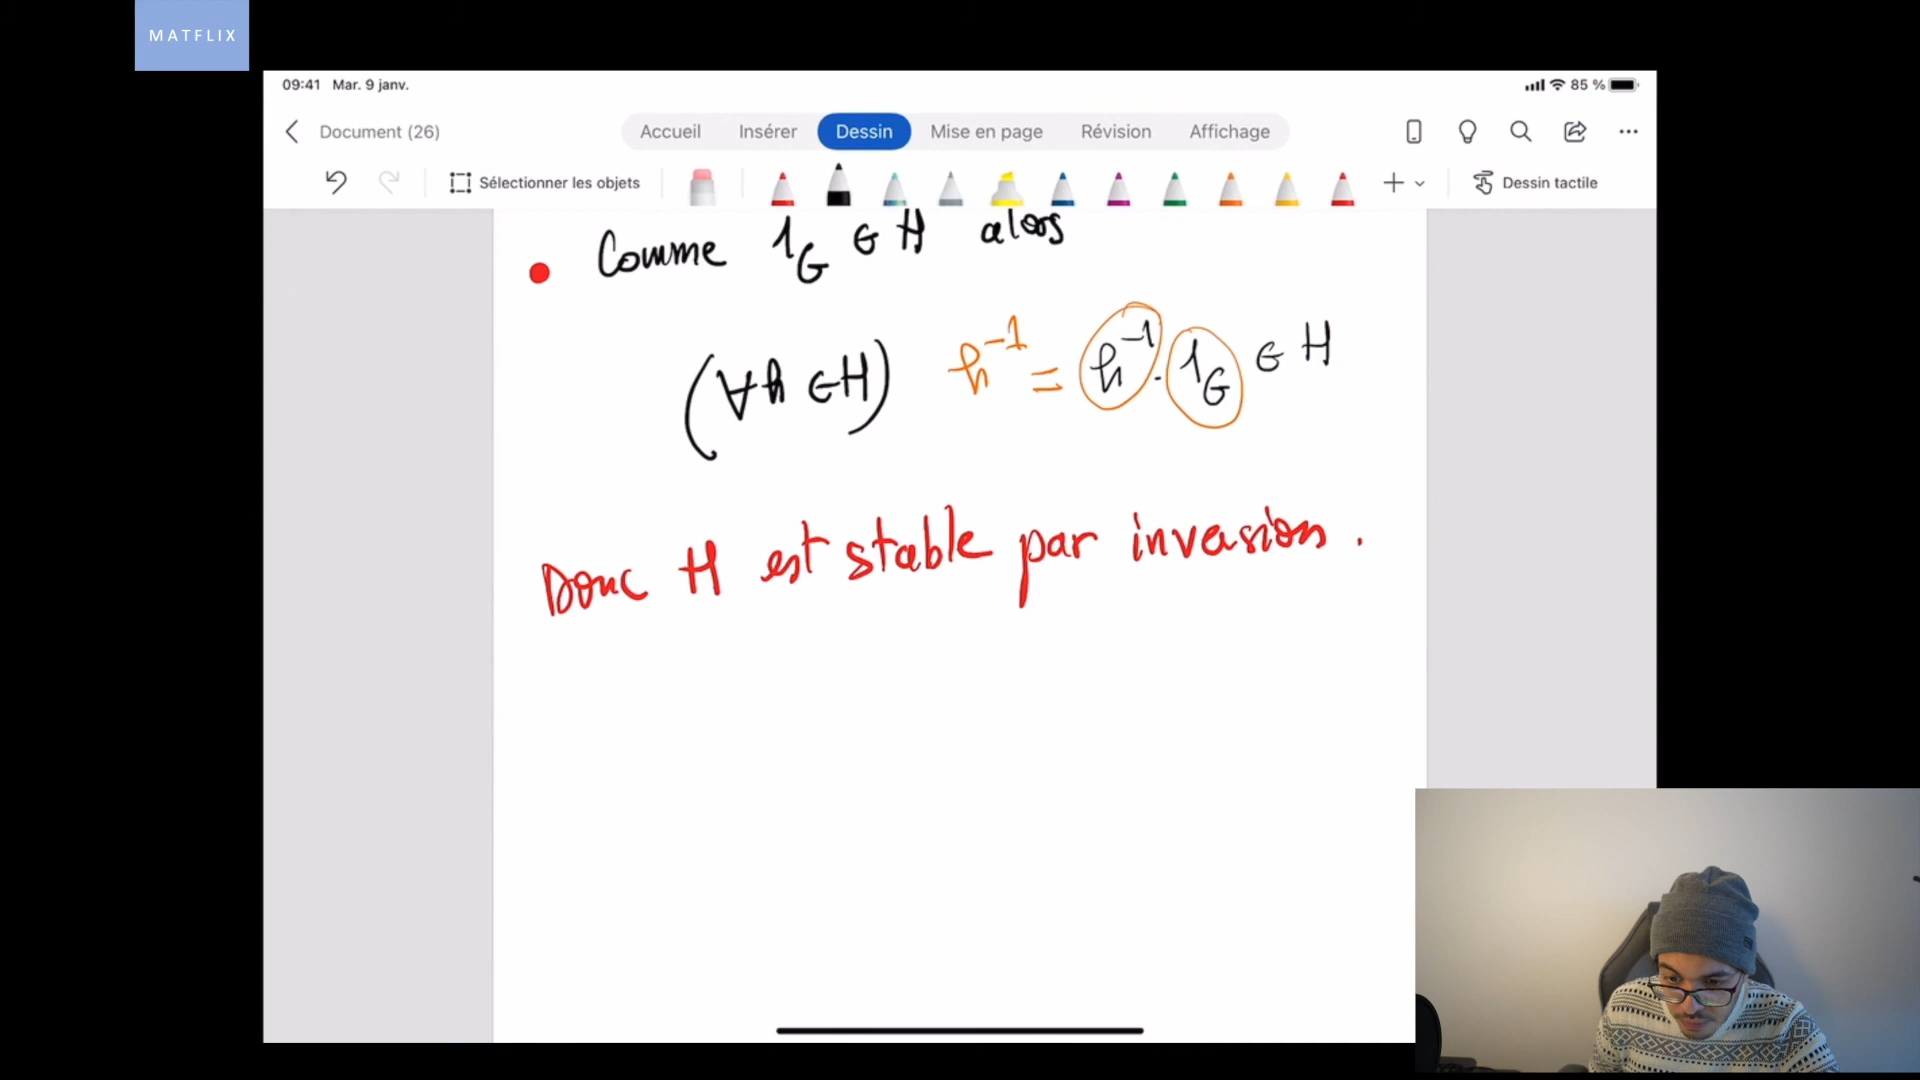 MATFLIX
09:41 Mar. 9 janv.
85 %
Document (26)
Accueil Insérer Dessin Mise en page Révision Affichage
Sélectionner les objets
Dessin tactile
Comme 1_G ∈ H alors
(∀h ∈ H) h⁻¹ = h⁻¹ . 1_G ∈ H
Donc H est stable par inversion.